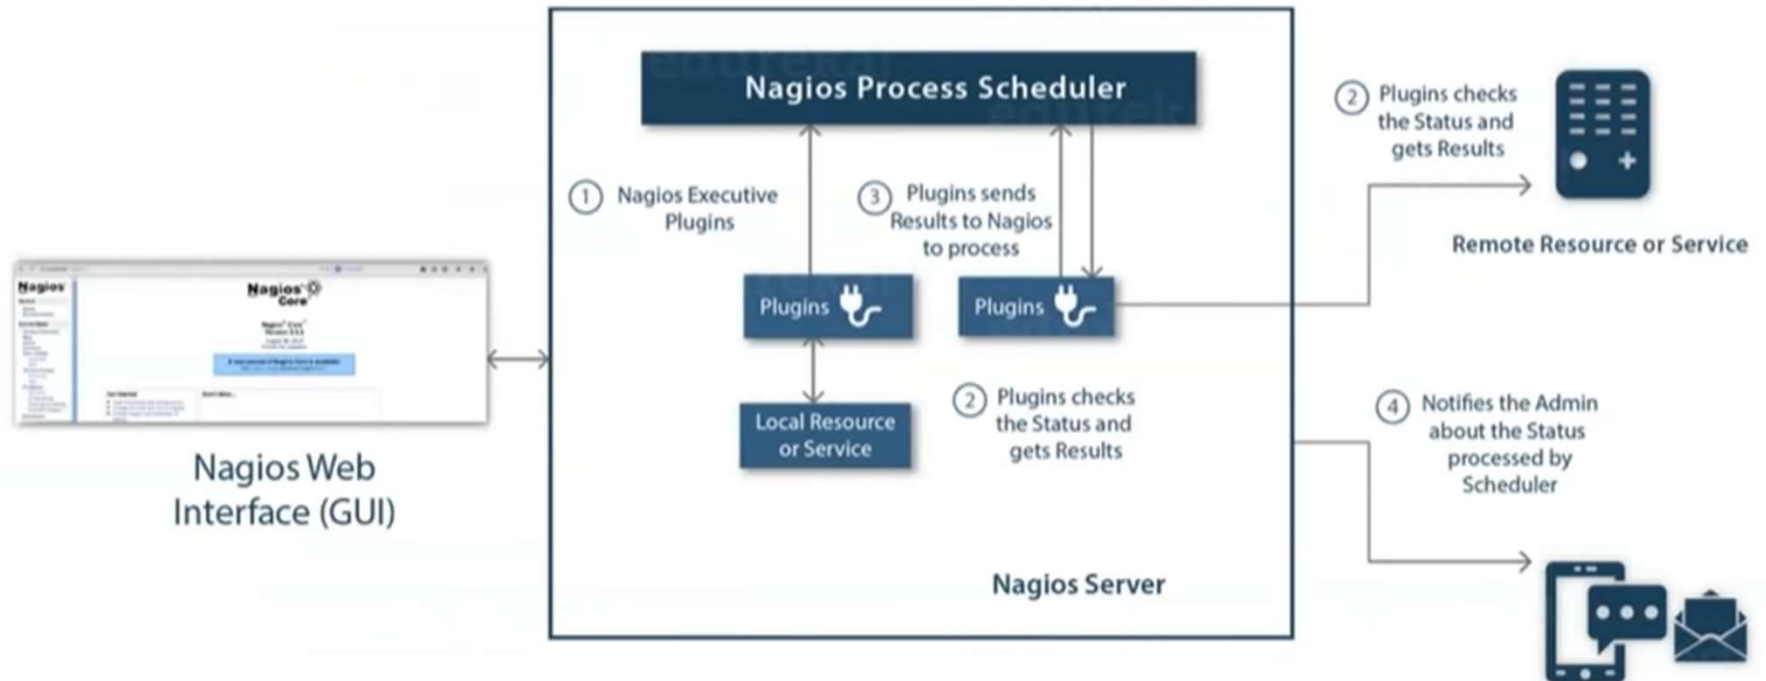 Nagios Process Scheduler
1 Nagios Executive
Plugins
3 Plugins sends
Results to Nagios
to process
2 Plugins checks
the Status and
gets Results
Remote Resource or Service
Plugins
Plugins
Nagios
Nagios
Core
Local Resource
or Service
2 Plugins checks
the Status and
gets Results
4 Notifies the Admin
about the Status
processed by
Scheduler
Nagios Web
Interface (GUI)
Nagios Server